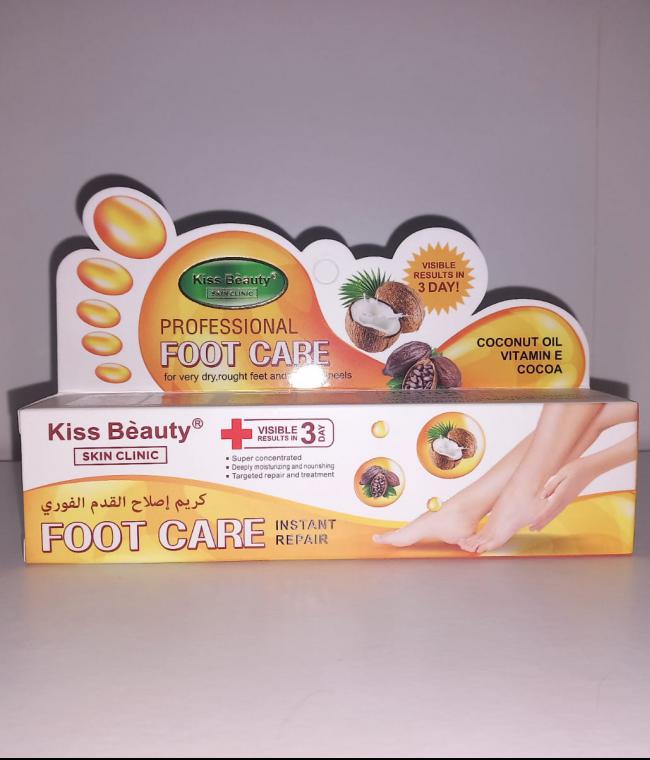 Kiss Bèauty®
SKIN CLINIC
PROFESSIONAL
FOOT CARE
for very dry,rought feet and heels
VISIBLE
RESULTS IN
3 DAY!
COCONUT OIL
VITAMIN E
COCOA
Kiss Bèauty®
SKIN CLINIC
VISIBLE
RESULTS IN
3 DAY
Super concentrated
Deeply moisturizing and nourishing
Targeted repair and treatment
كريم إصلاح القدم الفوري
FOOT CARE
INSTANT
REPAIR